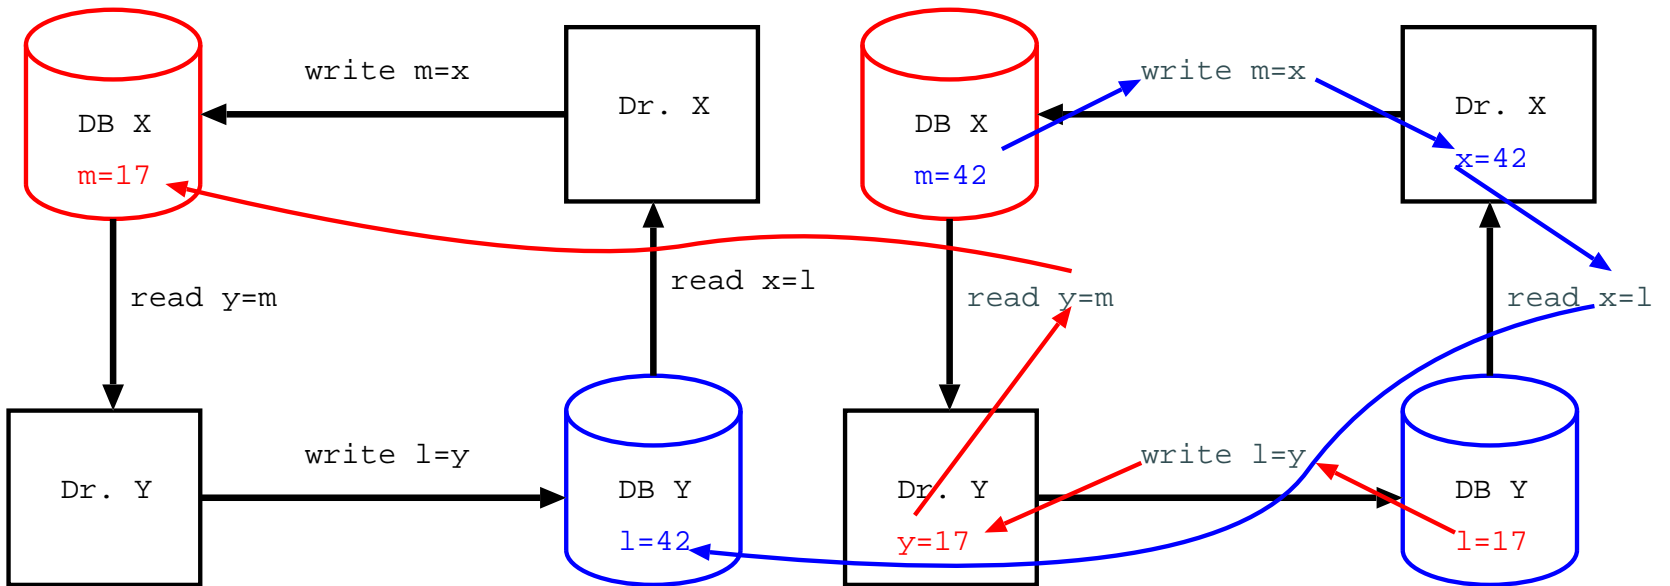 write m=x
Dr. X
DB X
m=17
read x=l
read y=m
write l=y
Dr. Y
DB Y
l=42
write m=x
Dr. X
DB X
x=42
m=42
read y=m
read x=l
write l=y
Dr. Y
DB Y
y=17
l=17